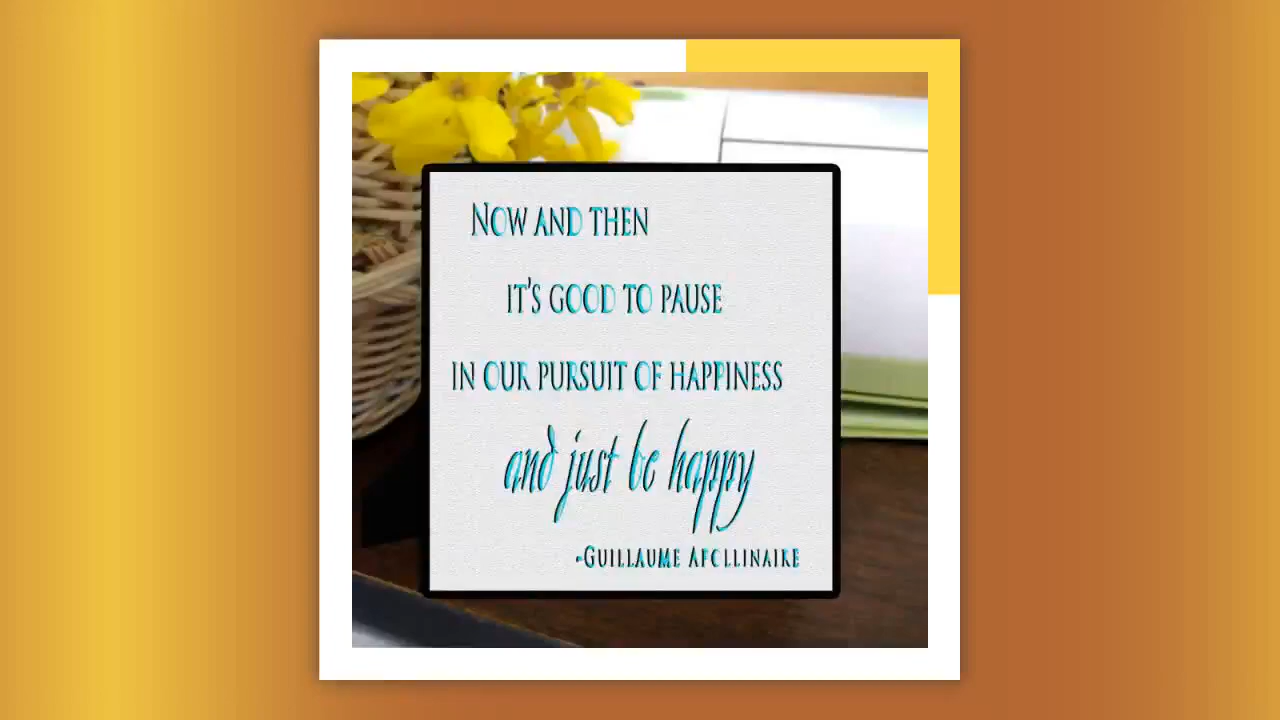 NOW AND THEN
IT'S GOOD TO PAUSE
IN OUR PURSUIT OF HAPPINESS
and just be happy
-GUILLAUME APOLLINAIRE